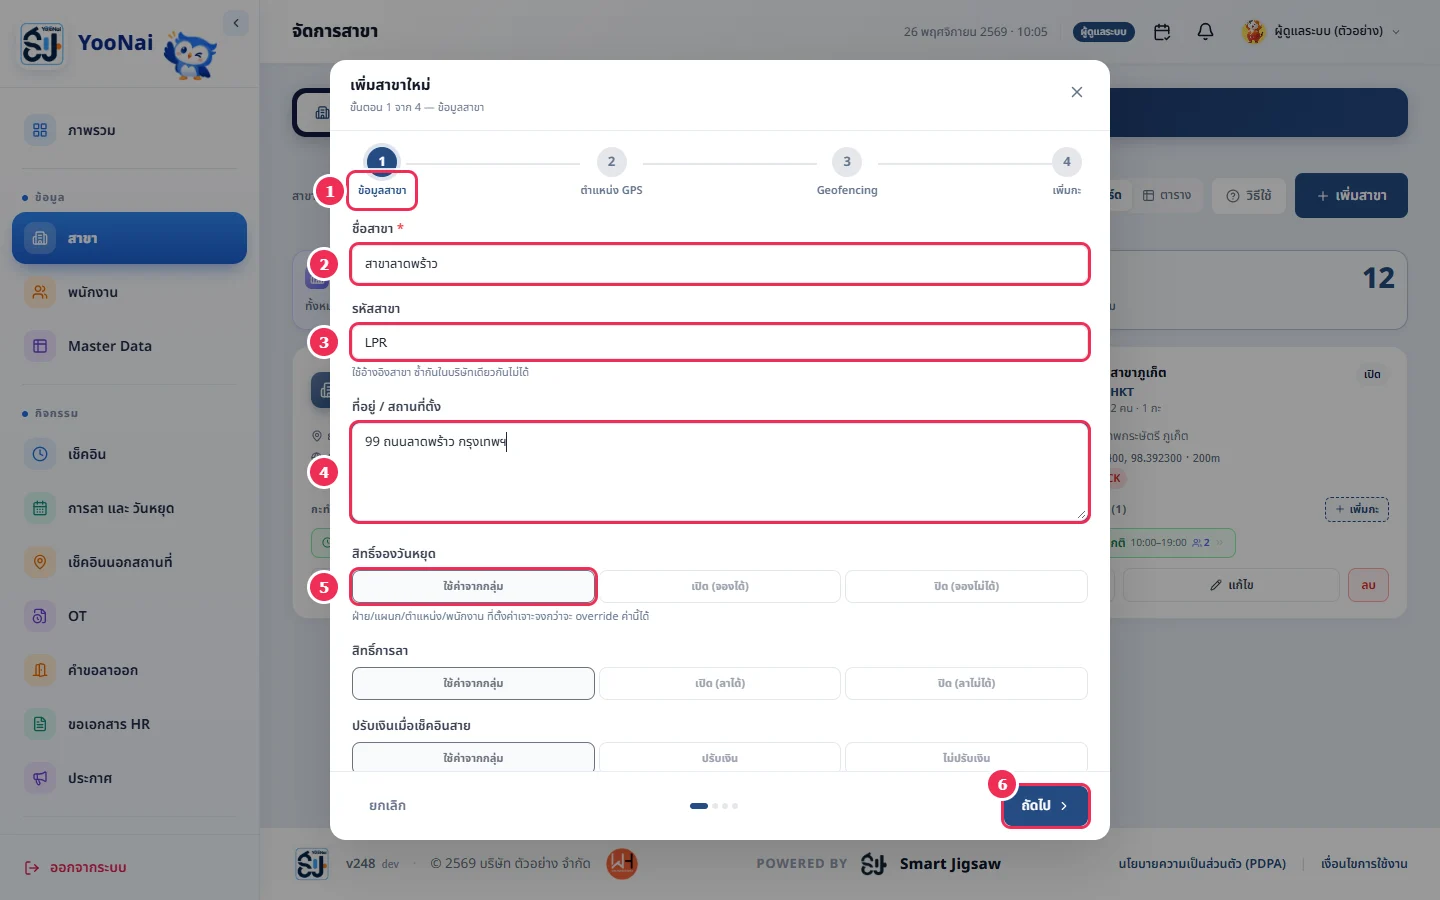 YooNai
จัดการสาขา
26 พฤศจิกายน 2569 · 10:05
ผู้ดูแลระบบ
ผู้ดูแลระบบ (ตัวอย่าง)
ภาพรวม
ข้อมูล
สาขา
พนักงาน
Master Data
กิจกรรม
เช็คอิน
การลา และ วันหยุด
เช็คอินนอกสถานที่
OT
คำขอลาออก
ขอเอกสาร HR
ประกาศ
ออกจากระบบ
เพิ่มสาขาใหม่
ขั้นตอน 1 จาก 4 — ข้อมูลสาขา
1 2 3 4
ข้อมูลสาขา ตำแหน่ง GPS Geofencing เพิ่มกะ
1
ชื่อสาขา *
2 สาขาลาดพร้าว
รหัสสาขา
3 LPR
ใช้อ้างอิงสาขา ซ้ำกันในบริษัทเดียวกันไม่ได้
ที่อยู่ / สถานที่ตั้ง
99 ถนนลาดพร้าว กรุงเทพฯ
4
สิทธิ์จองวันหยุด
5 ใช้ค่าจากกลุ่ม เปิด (จองได้) ปิด (จองไม่ได้)
ฝ่าย/แผนก/ตำแหน่ง/พนักงาน ที่ตั้งค่าเจาะจงกว่าจะ override ค่านี้ได้
สิทธิ์การลา
ใช้ค่าจากกลุ่ม เปิด (ลาได้) ปิด (ลาไม่ได้)
ปรับเงินเมื่อเช็คอินสาย
ใช้ค่าจากกลุ่ม ปรับเงิน ไม่ปรับเงิน
ยกเลิก
6 ถัดไป
ตาราง
วิธีใช้
+ เพิ่มสาขา
12
สาขาภูเก็ต
เปิด
HKT
2 คน · 1 กะ
98.392300 · 200m
(1)
+ เพิ่มกะ
10:00–19:00 2
แก้ไข
ลบ
v248 dev · © 2569 บริษัท ตัวอย่าง จำกัด
POWERED BY Smart Jigsaw
นโยบายความเป็นส่วนตัว (PDPA) | เงื่อนไขการใช้งาน